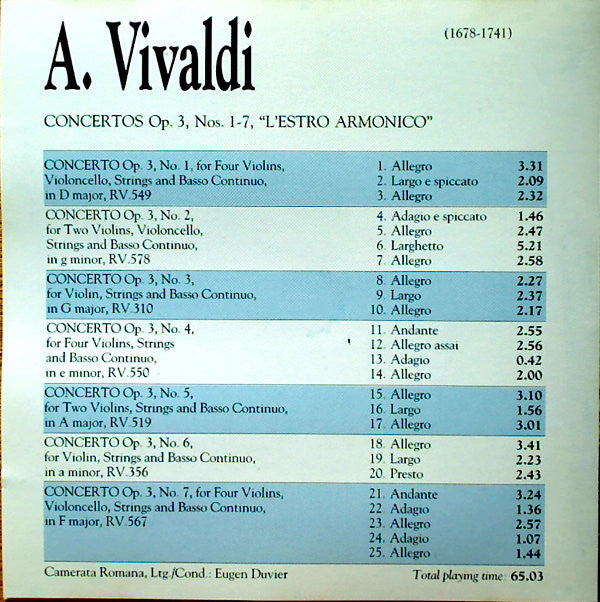 A. Vivaldi
(1678-1741)
CONCERTOS Op. 3, Nos. 1-7, "L'ESTRO ARMONICO"
CONCERTO Op. 3, No. 1, for Four Violins,
Violoncello, Strings and Basso Continuo,
in D major, RV.549
1. Allegro 3.31
2. Largo e spiccato 2.09
3. Allegro 2.32
CONCERTO Op. 3, No. 2,
for Two Violins, Violoncello,
Strings and Basso Continuo,
in g minor, RV.578
4. Adagio e spiccato 1.46
5. Allegro 2.47
6. Larghetto 5.21
7. Allegro 2.58
CONCERTO Op. 3, No. 3,
for Violin, Strings and Basso Continuo,
in G major, RV.310
8. Allegro 2.27
9. Largo 2.37
10. Allegro 2.17
CONCERTO Op. 3, No. 4,
for Four Violins, Strings
and Basso Continuo,
in e minor, RV.550
11. Andante 2.55
12. Allegro assai 2.56
13. Adagio 0.42
14. Allegro 2.00
CONCERTO Op. 3, No. 5,
for Two Violins, Strings and Basso Continuo,
in A major, RV 519
15. Allegro 3.10
16. Largo 1.56
17. Allegro 3.01
CONCERTO Op. 3, No. 6,
for Violin, Strings and Basso Continuo,
in a minor, RV.356
18. Allegro 3.41
19. Largo 2.23
20. Presto 2.43
CONCERTO Op. 3, No. 7, for Four Violins,
Violoncello, Strings and Basso Continuo,
in F major, RV.567
21. Andante 3.24
22. Adagio 1.36
23. Allegro 2.57
24. Adagio 1.07
25. Allegro 1.44
Camerata Romana, Ltg./Cond.: Eugen Duvier
Total playing time: 65.03